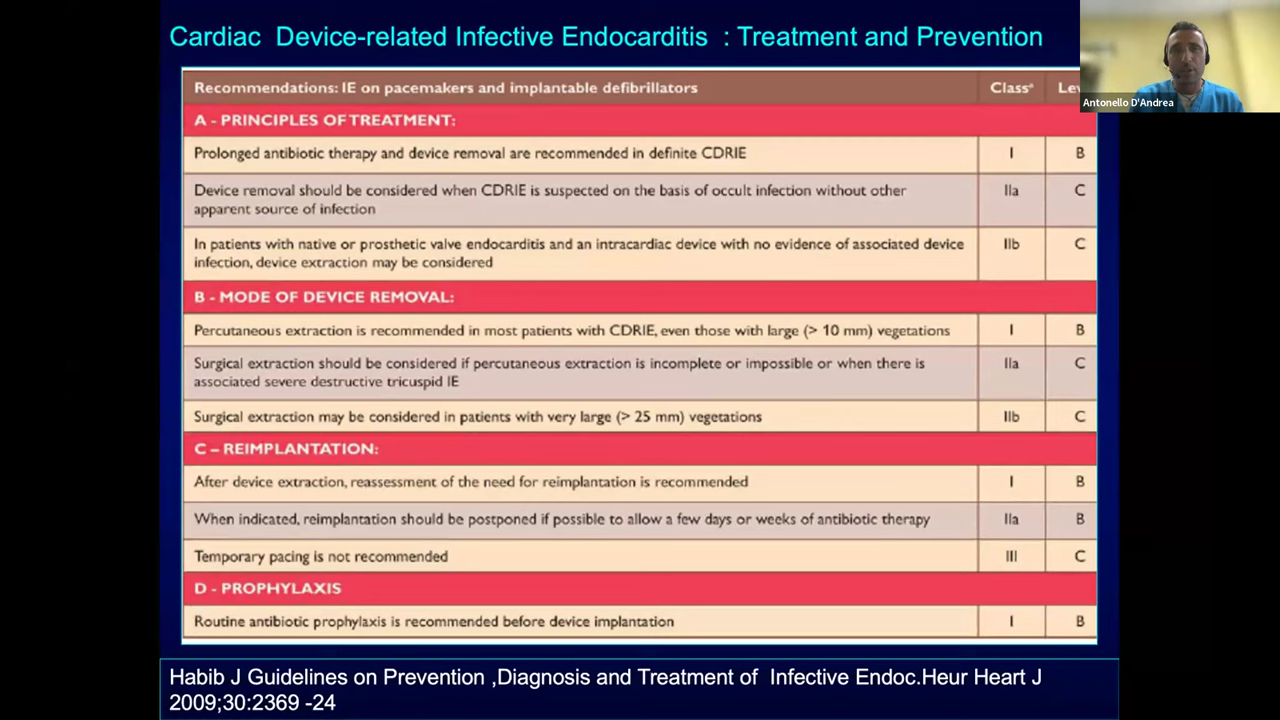 Cardiac Device-related Infective Endocarditis : Treatment and Prevention
Antonello D'Andrea
Recommendations: IE on pacemakers and implantable defibrillators Classᵃ
A - PRINCIPLES OF TREATMENT:
Prolonged antibiotic therapy and device removal are recommended in definite CDRIE I B
Device removal should be considered when CDRIE is suspected on the basis of occult infection without other IIa C
apparent source of infection
In patients with native or prosthetic valve endocarditis and an intracardiac device with no evidence of associated device IIb C
infection, device extraction may be considered
B - MODE OF DEVICE REMOVAL:
Percutaneous extraction is recommended in most patients with CDRIE, even those with large (> 10 mm) vegetations I B
Surgical extraction should be considered if percutaneous extraction is incomplete or impossible or when there is IIa C
associated severe destructive tricuspid IE
Surgical extraction may be considered in patients with very large (> 25 mm) vegetations IIb C
C – REIMPLANTATION:
After device extraction, reassessment of the need for reimplantation is recommended I B
When indicated, reimplantation should be postponed if possible to allow a few days or weeks of antibiotic therapy IIa B
Temporary pacing is not recommended III C
D - PROPHYLAXIS
Routine antibiotic prophylaxis is recommended before device implantation I B
Habib J Guidelines on Prevention ,Diagnosis and Treatment of Infective Endoc.Heur Heart J
2009;30:2369 -24